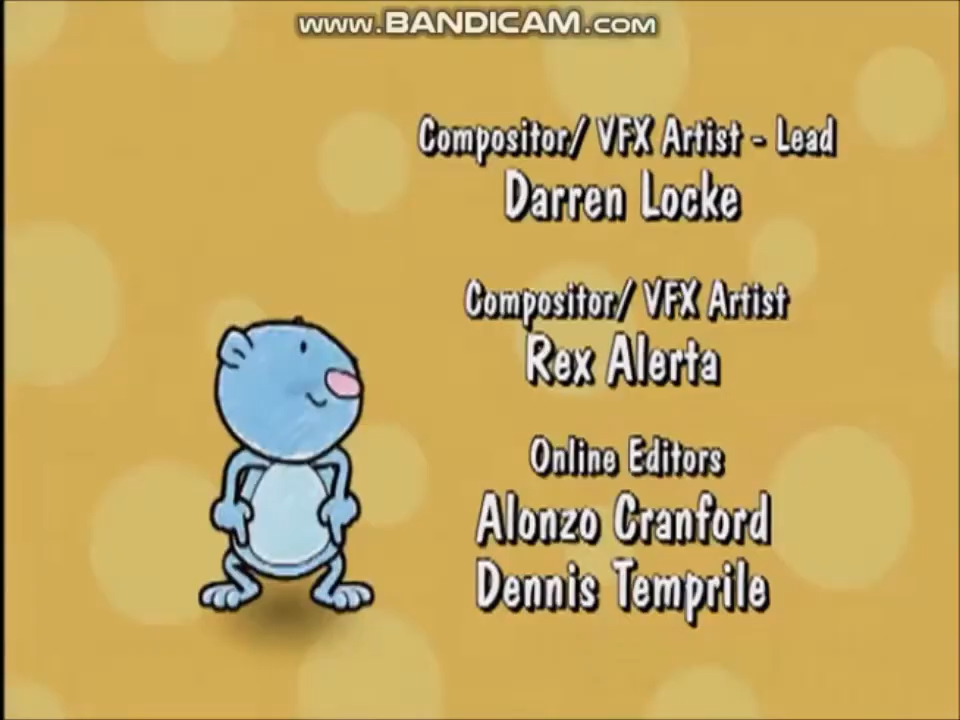 www.BANDICAM.com
Compositor/ VFX Artist - Lead
Darren Locke
Compositor/ VFX Artist
Rex Alerta
Online Editors
Alonzo Cranford
Dennis Temprile